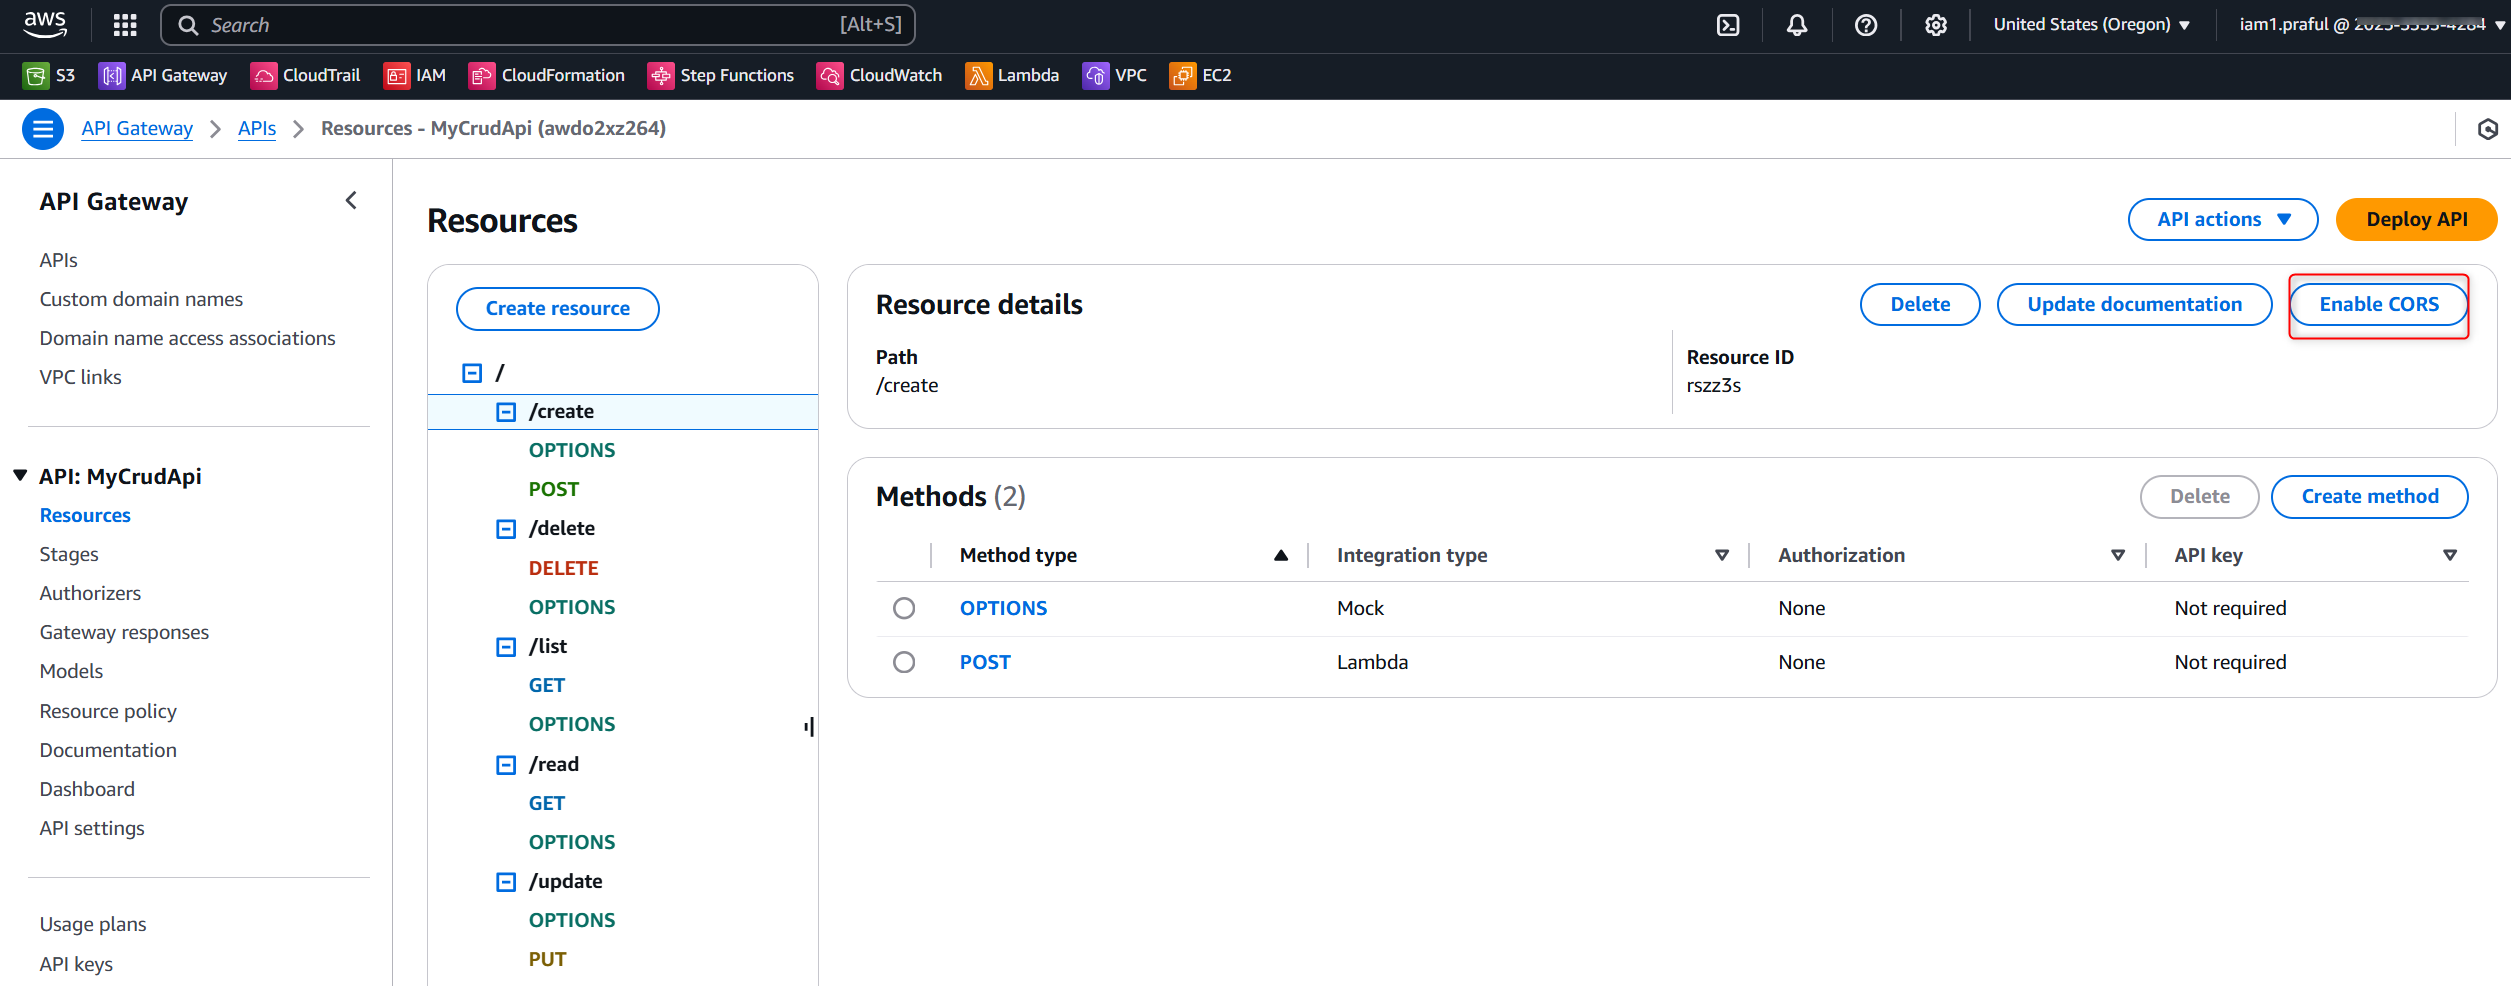 aws
Search [Alt+S]
United States (Oregon)
iam1.praful @
S3 API Gateway CloudTrail IAM CloudFormation Step Functions CloudWatch Lambda VPC EC2
API Gateway APIs Resources - MyCrudApi (awdo2xz264)
API Gateway
APIs
Custom domain names
Domain name access associations
VPC links
API: MyCrudApi
Resources
Stages
Authorizers
Gateway responses
Models
Resource policy
Documentation
Dashboard
API settings
Usage plans
API keys
Resources
API actions
Deploy API
Create resource
/
/create
OPTIONS
POST
/delete
DELETE
OPTIONS
/list
GET
OPTIONS
/read
GET
OPTIONS
/update
OPTIONS
PUT
Resource details
Delete
Update documentation
Enable CORS
Path
/create
Resource ID
rszz3s
Methods (2)
Delete
Create method
Method type Integration type Authorization API key
OPTIONS Mock None Not required
POST Lambda None Not required